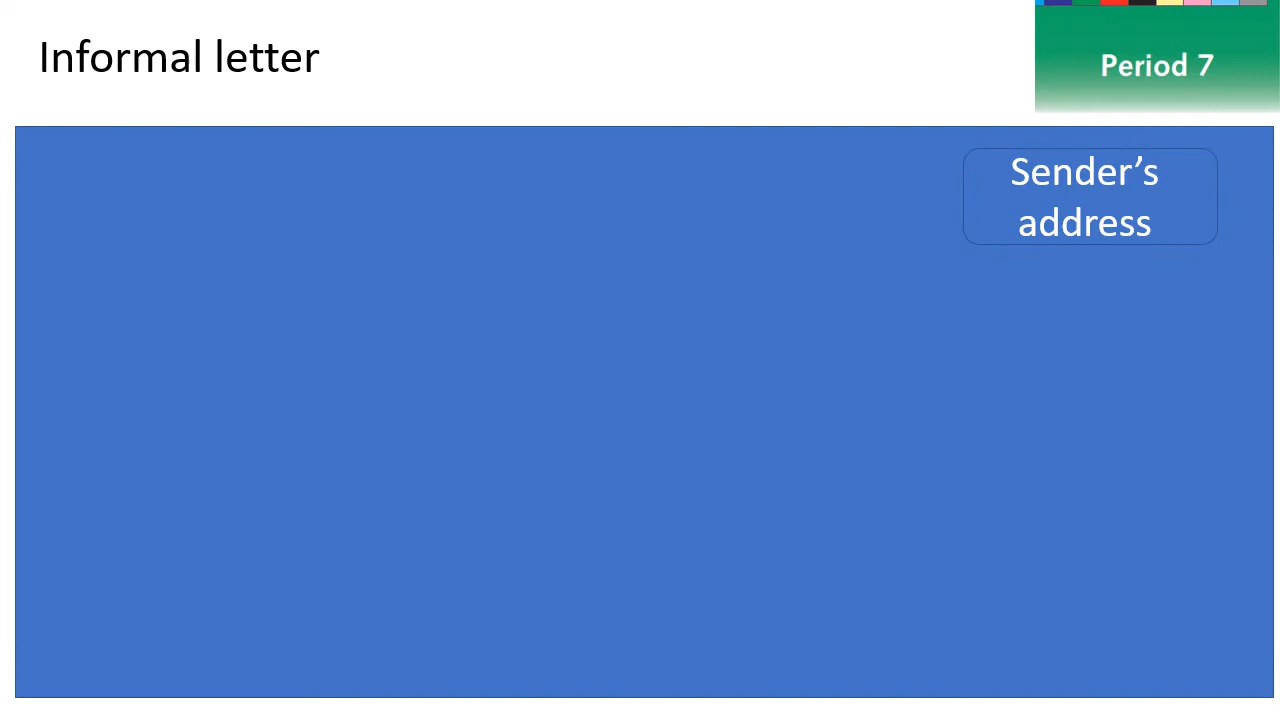 Informal letter
Period 7
Sender’s
address